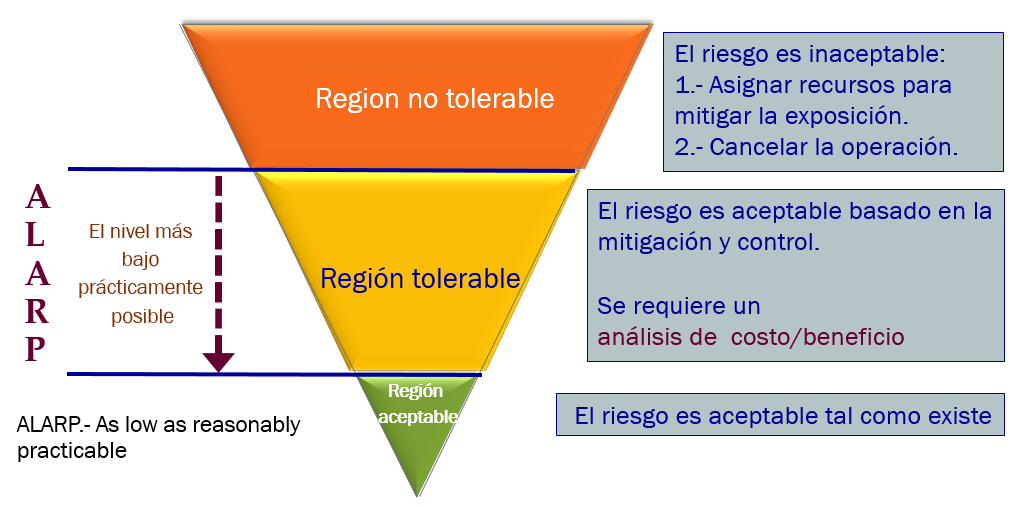 Region no tolerable
El riesgo es inaceptable:
1.- Asignar recursos para
mitigar la exposición.
2.- Cancelar la operación.
A
L
A
R
P
El nivel más
bajo
prácticamente
posible
Región tolerable
El riesgo es aceptable basado en la
mitigación y control.
Se requiere un
análisis de costo/beneficio
Región
aceptable
El riesgo es aceptable tal como existe
ALARP.- As low as reasonably
practicable